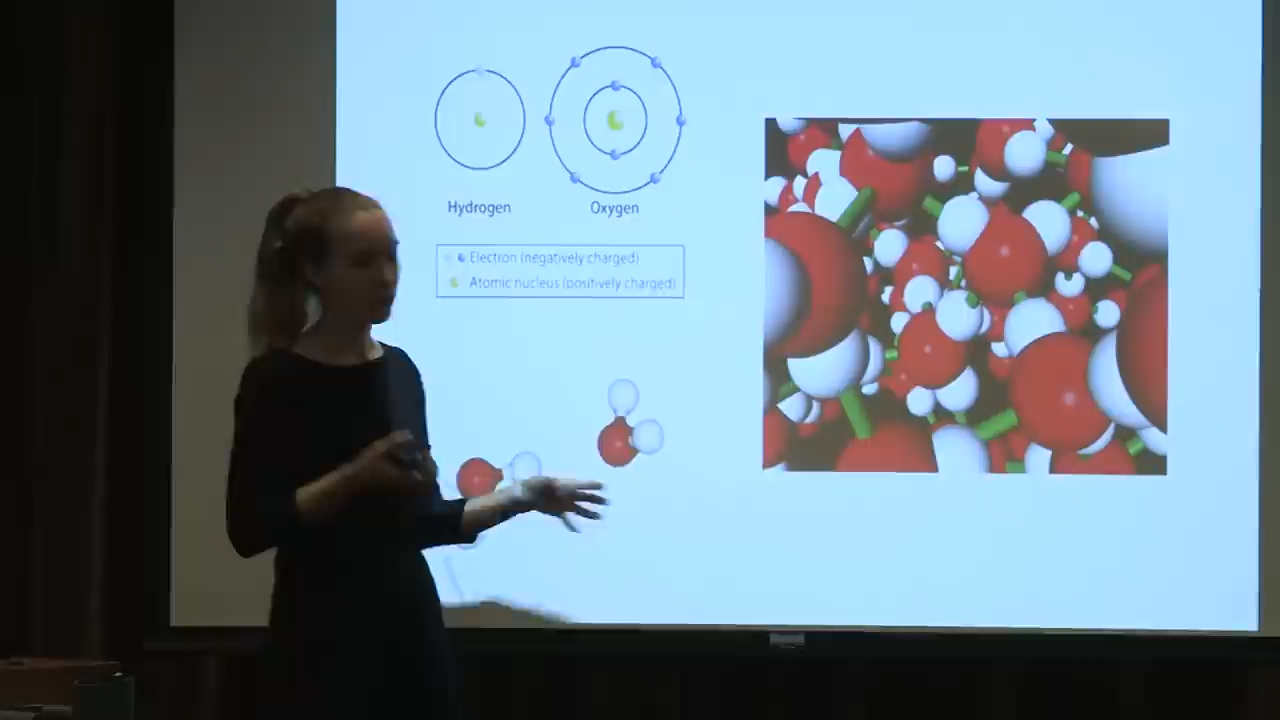 Hydrogen
Oxygen
Electron (negatively charged)
Atomic nucleus (positively charged)